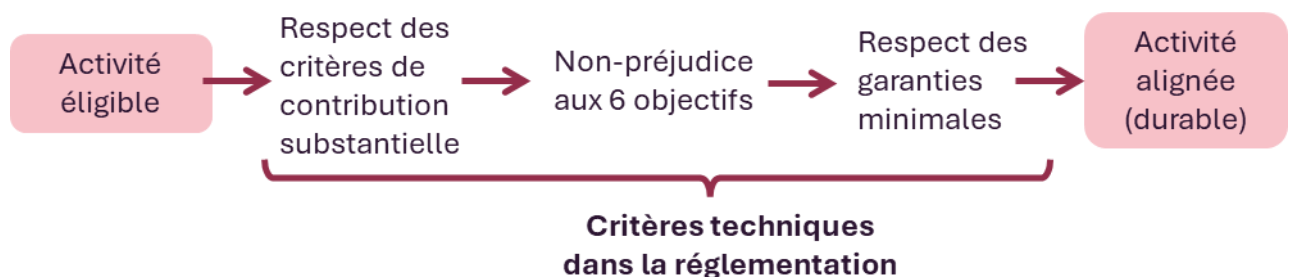 Activité
éligible
Respect des
critères de
contribution
substantielle
Non-préjudice
aux 6 objectifs
Respect des
garanties
minimales
Activité
alignée
(durable)
Critères techniques
dans la réglementation